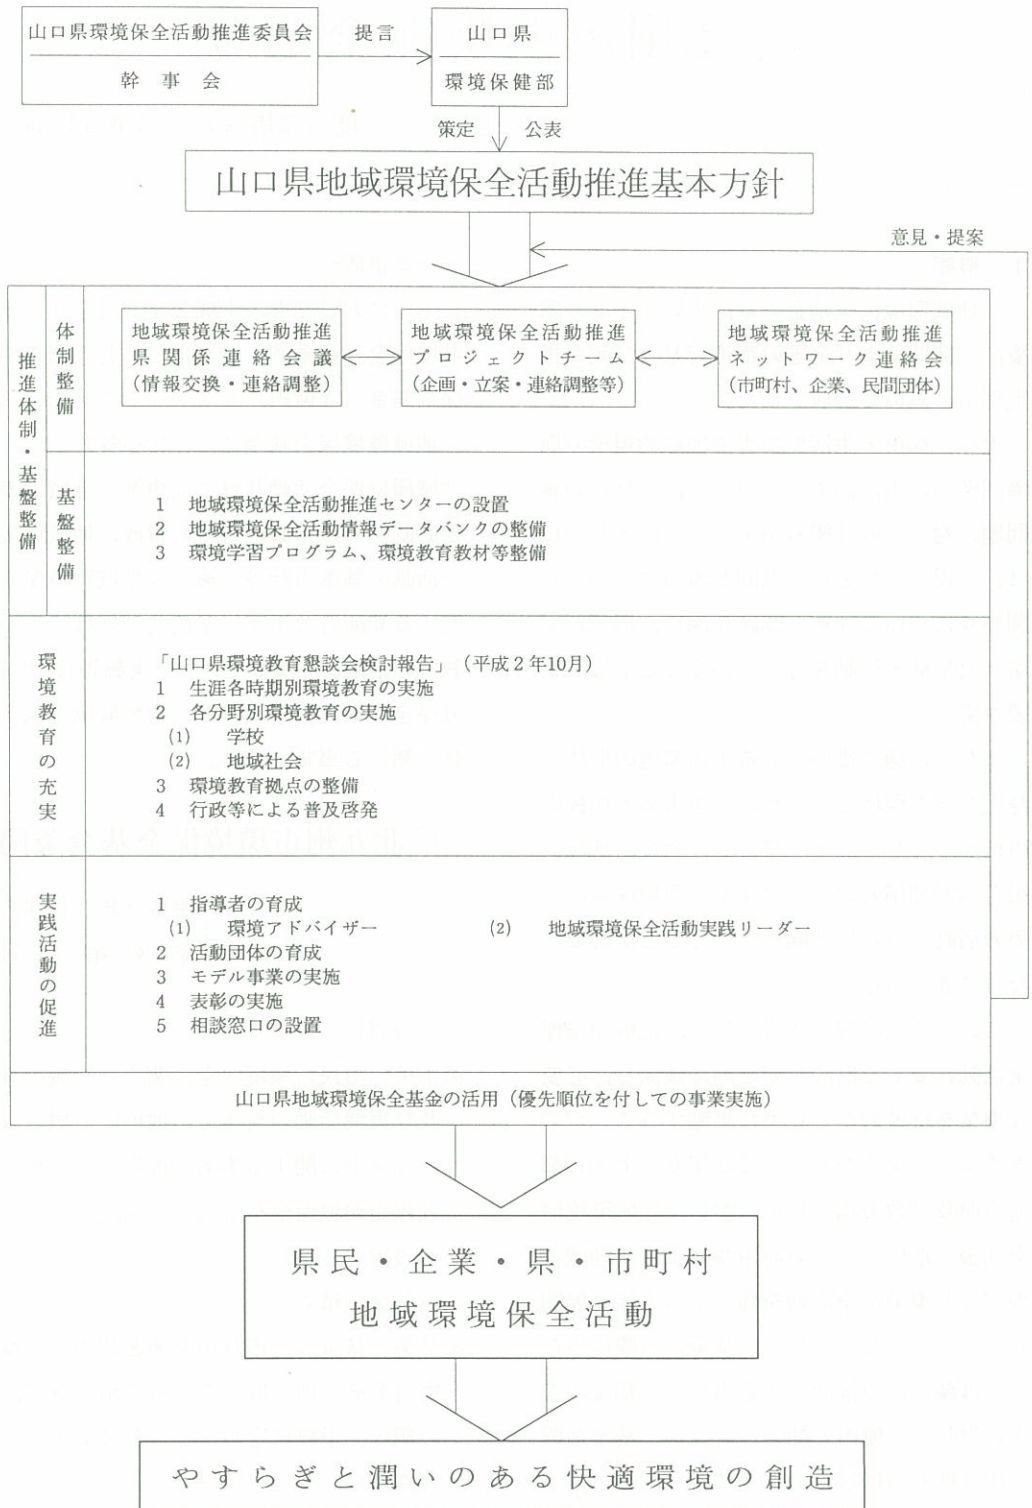 山口県環境保全活動推進委員会
幹事会
提言
山口県
環境保健部
策定 公表
山口県地域環境保全活動推進基本方針
意見・提案
推進体制・基盤整備
体制整備
地域環境保全活動推進
県関係連絡会議
(情報交換・連絡調整)
地域環境保全活動推進
プロジェクトチーム
(企画・立案・連絡調整等)
地域環境保全活動推進
ネットワーク連絡会
(市町村、企業、民間団体)
基盤整備
1 地域環境保全活動推進センターの設置
2 地域環境保全活動情報データバンクの整備
3 環境学習プログラム、環境教育教材等整備
環境教育の充実
「山口県環境教育懇談会検討報告」(平成2年10月)
1 生涯各時期別環境教育の実施
2 各分野別環境教育の実施
(1) 学校
(2) 地域社会
3 環境教育拠点の整備
4 行政等による普及啓発
実践活動の促進
1 指導者の育成
(1) 環境アドバイザー (2) 地域環境保全活動実践リーダー
2 活動団体の育成
3 モデル事業の実施
4 表彰の実施
5 相談窓口の設置
山口県地域環境保全基金の活用(優先順位を付しての事業実施)
県民・企業・県・市町村
地域環境保全活動
やすらぎと潤いのある快適環境の創造